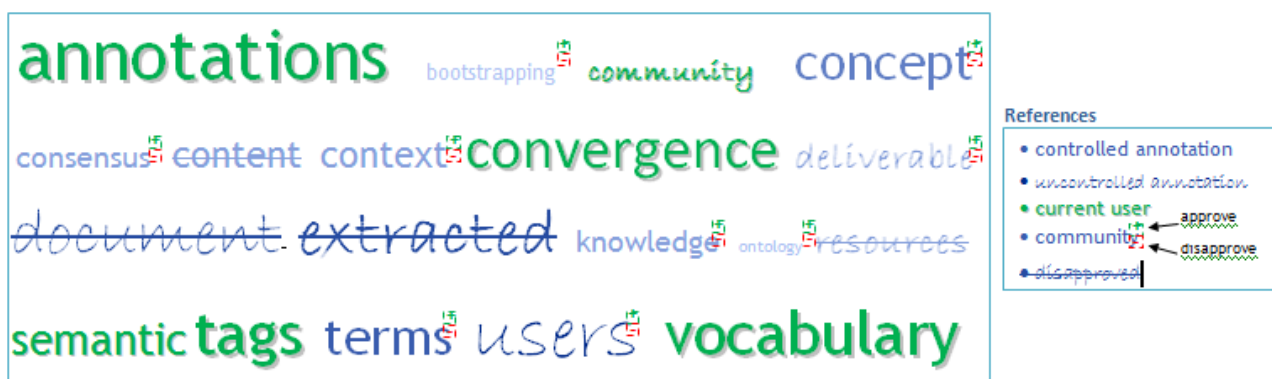 annotations bootstrapping community concept
consensus content context convergence deliverable
document extracted knowledge ontology resources
semantic tags terms users vocabulary
References
• controlled annotation
• uncontrolled annotation
• current user
• community
approve
disapprove
• disapproved